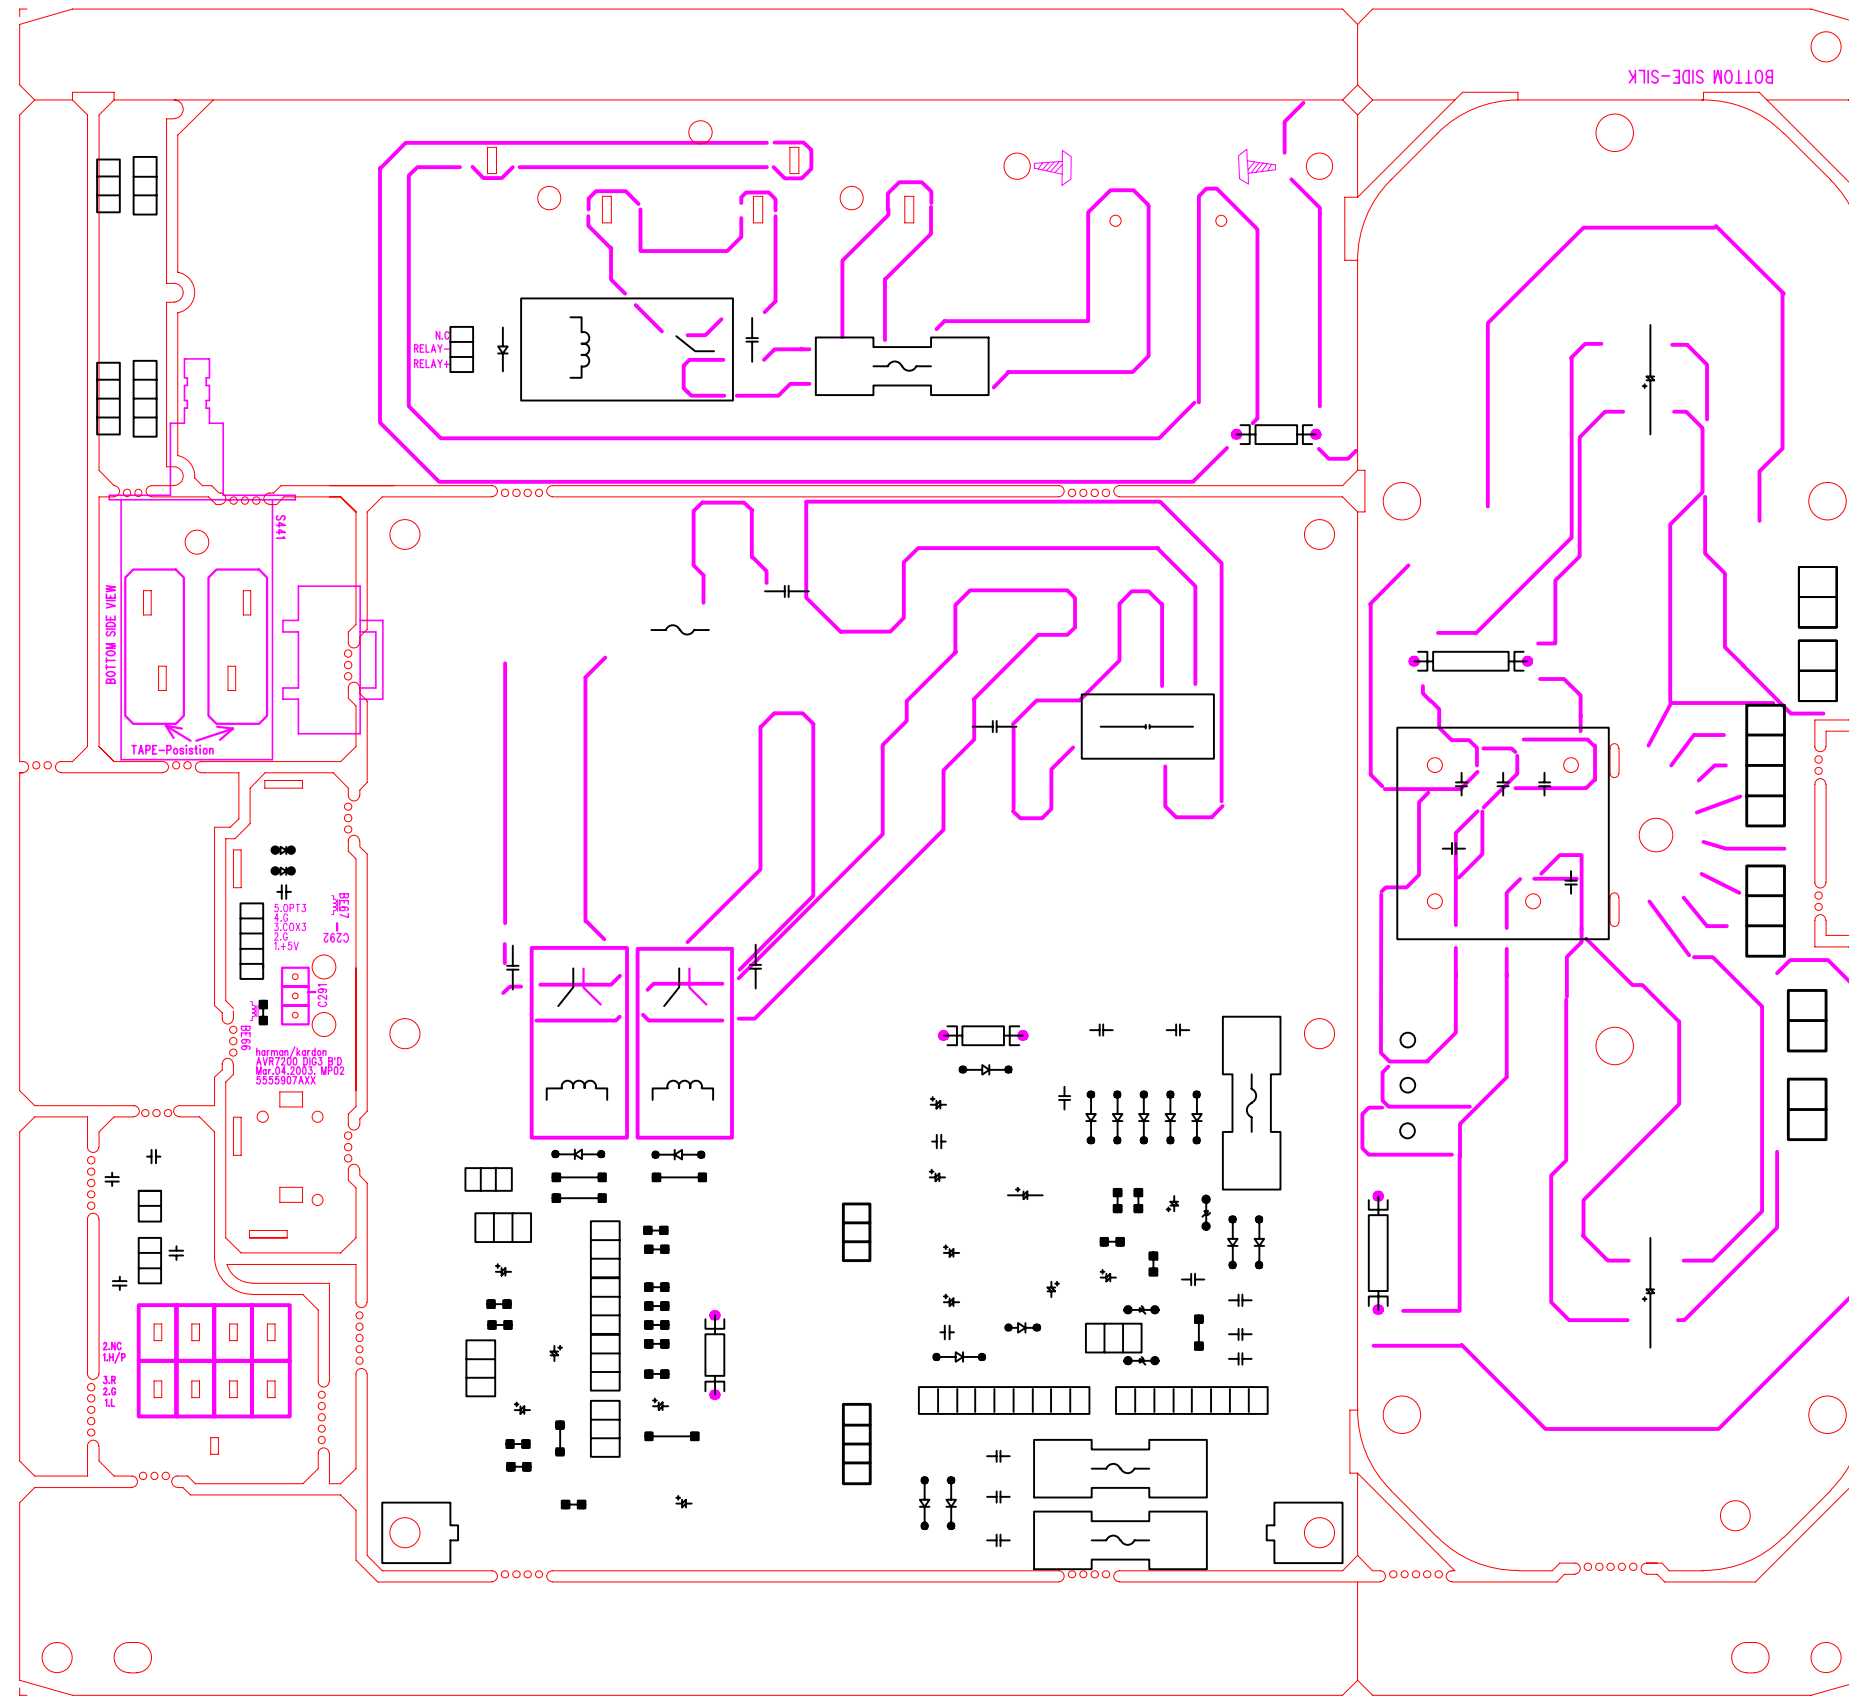 BOTTOM SIDE-SILK
N.C
RELAY-
RELAY+
S441
BOTTOM SIDE VIEW
TAPE-Posistion
5.OPT3
4.G
3.COX3
2.G
1.+5V
BE67
C292
C291
BE66
harman/kardon
AVR7200 DIG3 B'D
Mar.04.2003. MP02
5555907AXX
2.NC
1.H/P
3.R
2.G
1.L